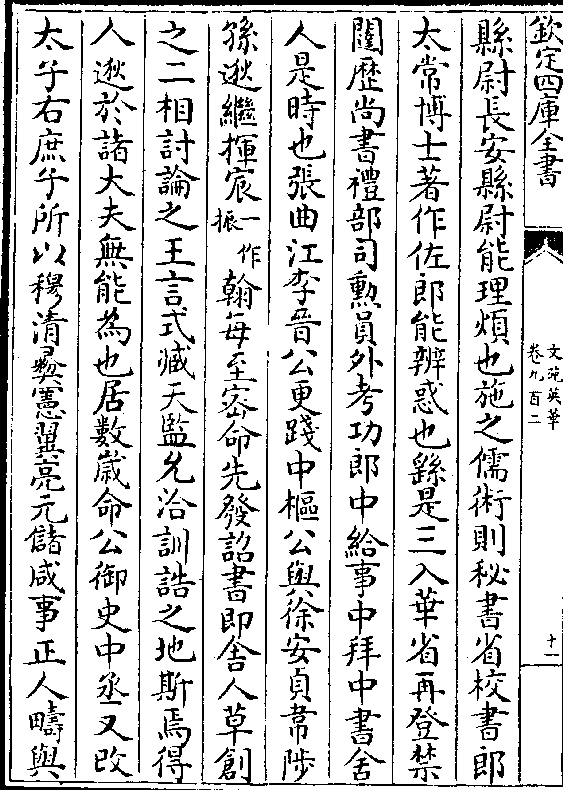 欽定四庫全書
文苑英華
卷九百二
十一
縣尉長安縣尉能理煩也施之儒術則秘書省校書郎
太常博士著作佐郎能辨惑也繇是三入華省再登禁
闥歴尚書禮部司勲員外考功郎中給事中拜中書舍
人是時也張曲江李晉公更踐中樞公與徐安貞韋陟
孫逖繼揮宸一作振翰每至密命先發詔書即舍人草創
之二相討論之王言式臧天監允洽訓誥之地斯焉得
人逖於諸大夫無能為也居數嵗命公御史中丞又改
太子右庶子所以穆清彛憲翼亮元儲咸事正人疇與